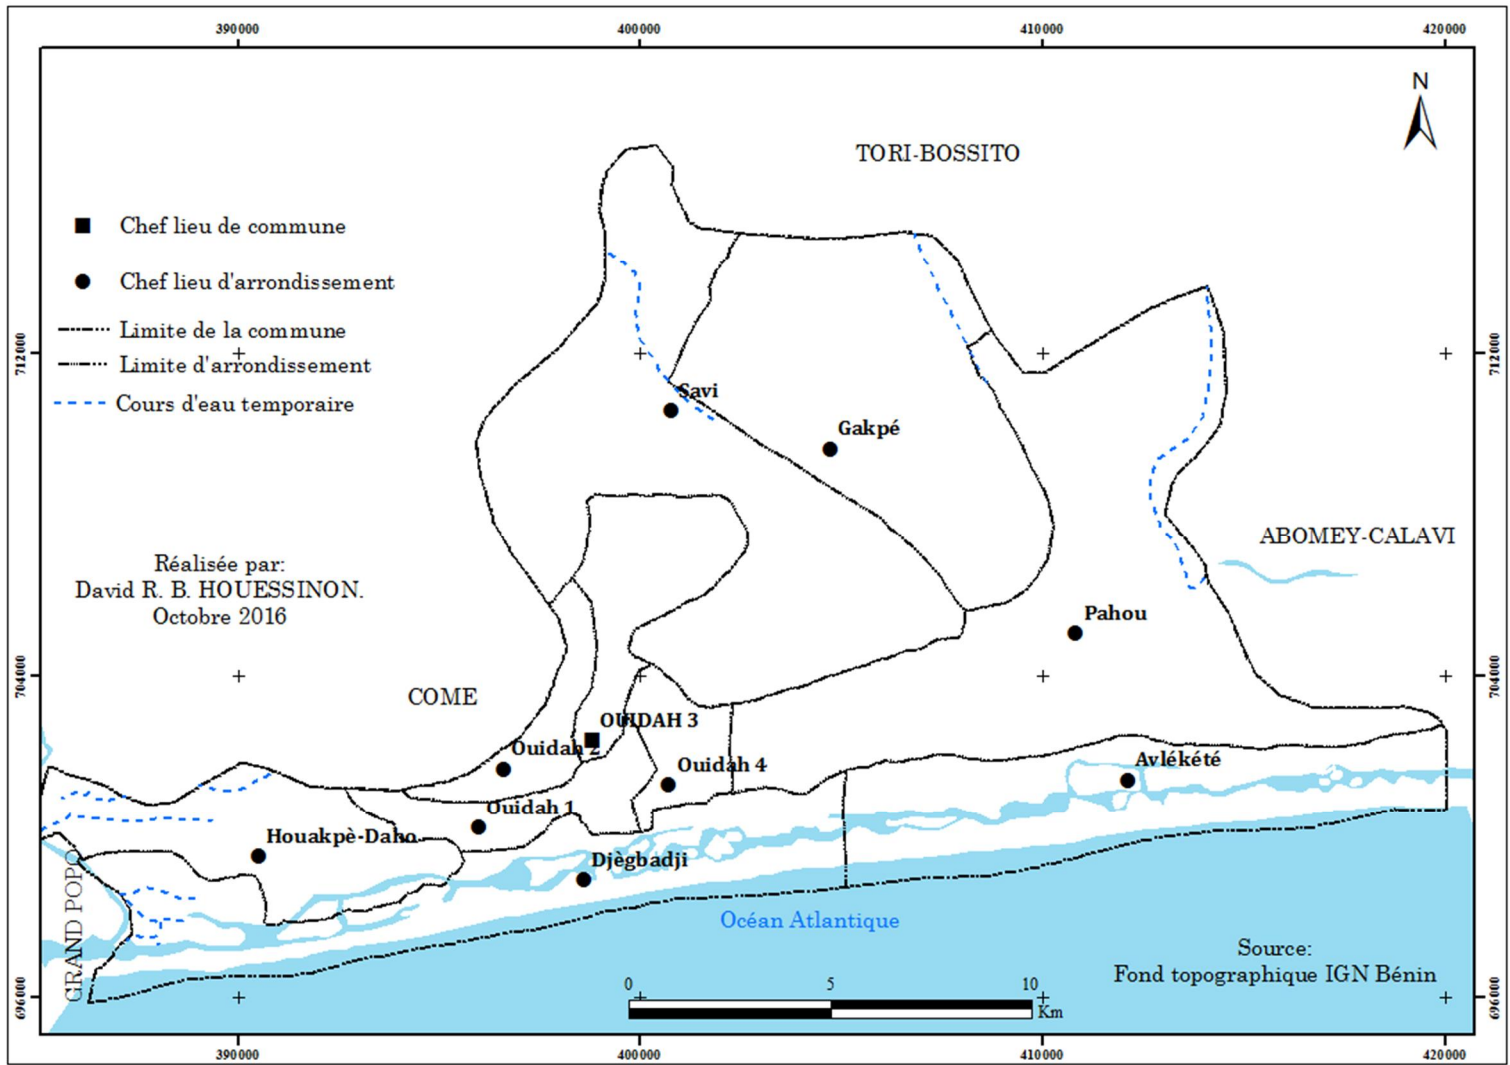 390000 400000 410000 420000
N
TORI-BOSSITO
Chef lieu de commune
Chef lieu d'arrondissement
Limite de la commune
712000 712000
Limite d'arrondissement
Savi
Cours d'eau temporaire
Gakpé
ABOMEY-CALAVI
Réalisée par:
David R. B. HOUESSINON.
Octobre 2016
Pahou
704000 704000
COME
OUIDAH 3
Ouidah 2
Avlékété
Ouidah 4
Ouidah 1
Houakpè-Daho
Djègbadji
GRAND POPO
Océan Atlantique
Source:
Fond topographique IGN Bénin
0 5 10
Km
696000 696000
390000 400000 410000 420000